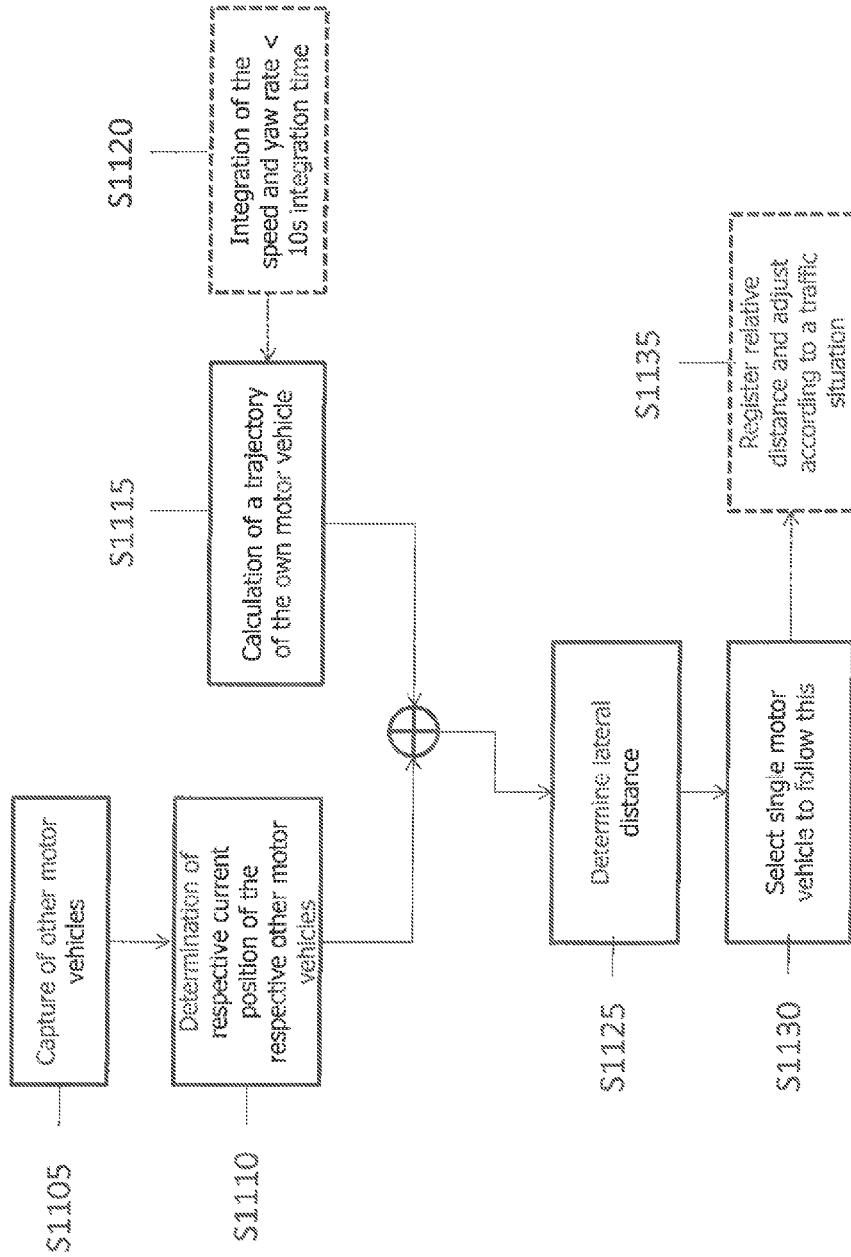 S1105
Capture of other motor
vehicles
S1110
Determination of
respective current
position of the
respective other motor
vehicles
S1115
Calculation of a trajectory
of the own motor vehicle
S1120
Integration of the
speed and yaw rate <
10s integration time
S1125
Determine lateral
distance
S1130
Select single motor
vehicle to follow this
S1135
Register relative
distance and adjust
according to a traffic
situation